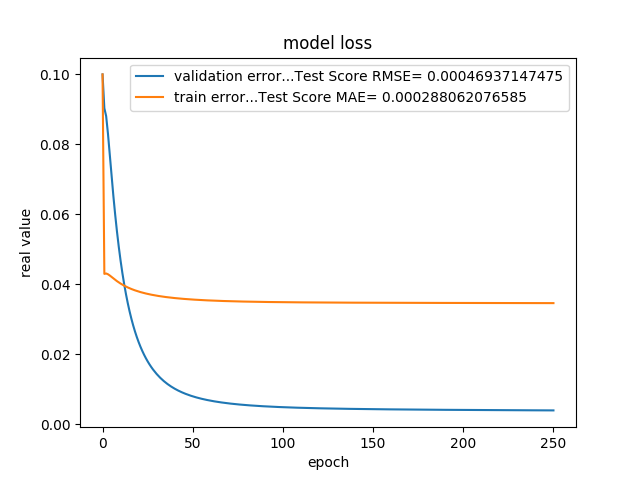 model loss
validation error...Test Score RMSE= 0.00046937147475
train error...Test Score MAE= 0.000288062076585
0.10
0.08
0.06
0.04
0.02
0.00
real value
0 50 100 150 200 250
epoch